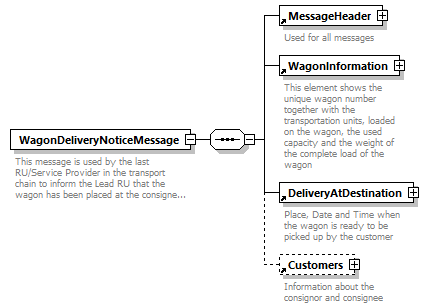 MessageHeader
Used for all messages
WagonInformation
This element shows the
unique wagon number
together with the
transportation units, loaded
on the wagon, the used
capacity and the weight of
the complete load of the
wagon
WagonDeliveryNoticeMessage
This message is used by the last
RU/Service Provider in the transport
chain to inform the Lead RU that the
wagon has been placed at the consigne...
DeliveryAtDestination
Place, Date and Time when
the wagon is ready to be
picked up by the customer
Customers
Information about the
consignor and consignee